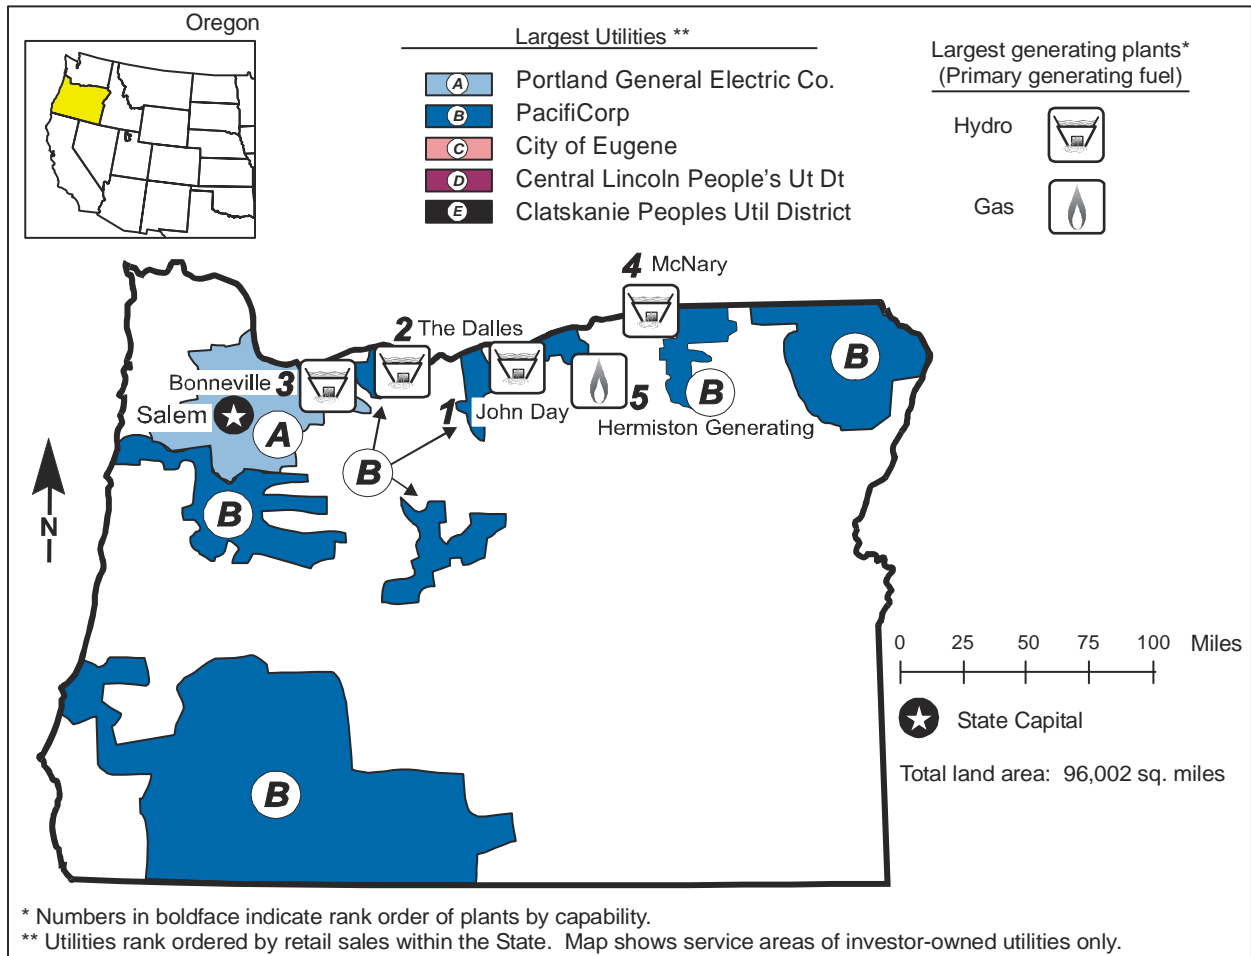 Oregon
Largest Utilities **
A Portland General Electric Co.
B PacifiCorp
C City of Eugene
D Central Lincoln People's Ut Dt
E Clatskanie Peoples Util District
Largest generating plants*
(Primary generating fuel)
Hydro
Gas
4 McNary
2 The Dalles
B
Bonneville 3
5
B
Salem
1 John Day
A
Hermiston Generating
B
N
B
0 25 50 75 100 Miles
State Capital
Total land area: 96,002 sq. miles
B
* Numbers in boldface indicate rank order of plants by capability.
** Utilities rank ordered by retail sales within the State. Map shows service areas of investor-owned utilities only.